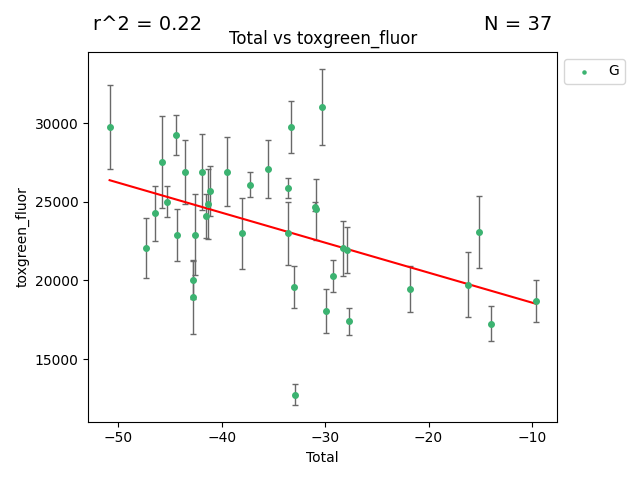 r^2 = 0.22
N = 37
Total vs toxgreen_fluor
G
30000
25000
20000
15000
toxgreen_fluor
−50
−40
−30
−20
−10
Total